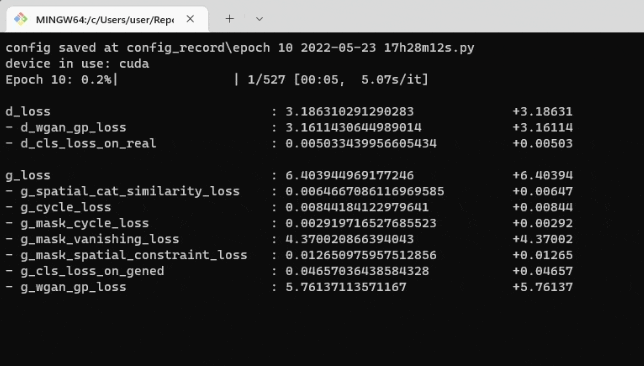 MINGW64:/c/Users/user/Repo
config saved at config_record\epoch 10 2022-05-23 17h28m12s.py
device in use: cuda
Epoch 10: 0.2%| | 1/527 [00:05, 5.07s/it]
d_loss : 3.186310291290283 +3.18631
- d_wgan_gp_loss : 3.1611430644989014 +3.16114
- d_cls_loss_on_real : 0.005033439956605434 +0.00503
g_loss : 6.403944969177246 +6.40394
- g_spatial_cat_similarity_loss : 0.0064667086116969585 +0.00647
- g_cycle_loss : 0.00844184122979641 +0.00844
- g_mask_cycle_loss : 0.002919716527685523 +0.00292
- g_mask_vanishing_loss : 4.370020866394043 +4.37002
- g_mask_spatial_constraint_loss : 0.012650975957512856 +0.01265
- g_cls_loss_on_gened : 0.04657036438584328 +0.04657
- g_wgan_gp_loss : 5.76137113571167 +5.76137